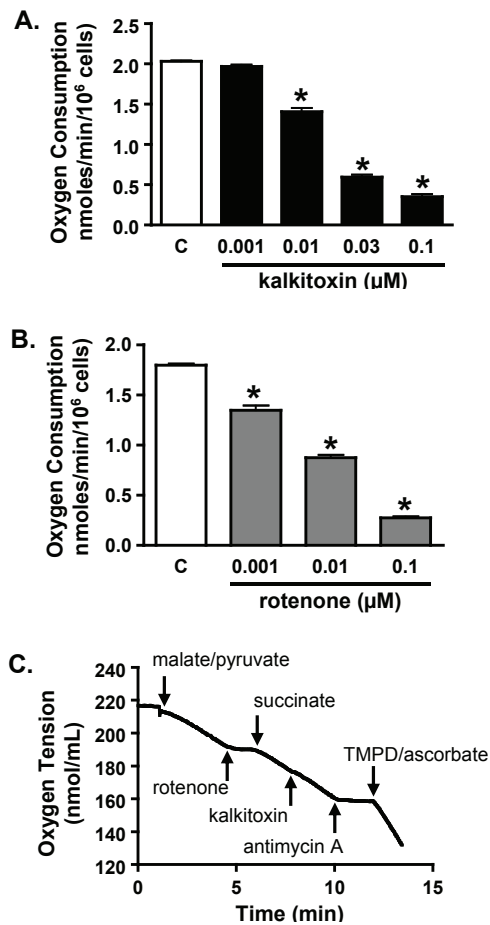 A.
Oxygen Consumption
nmoles/min/10⁶ cells)
2.0
1.5
1.0
0.5
0.0
*
*
*
C
0.001
0.01
0.03
0.1
kalkitoxin (µM)
B.
Oxygen Consumption
nmoles/min/10⁶ cells)
2.0
1.5
1.0
0.5
0.0
*
*
*
C
0.001
0.01
0.1
rotenone (µM)
C.
Oxygen Tension
(nmol/mL)
240
220
200
180
160
140
120
malate/pyruvate
succinate
TMPD/ascorbate
rotenone
kalkitoxin
antimycin A
0
5
10
15
Time (min)